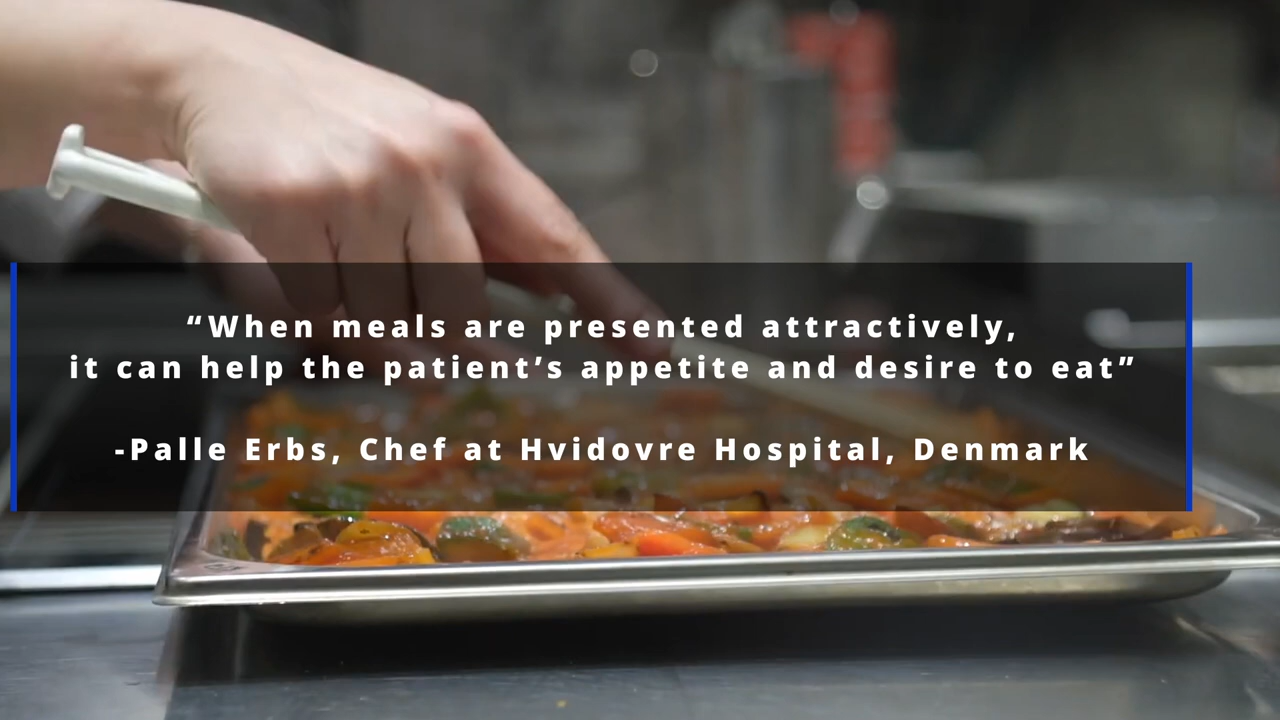 “When meals are presented attractively,
it can help the patient’s appetite and desire to eat”
-Palle Erbs, Chef at Hvidovre Hospital, Denmark